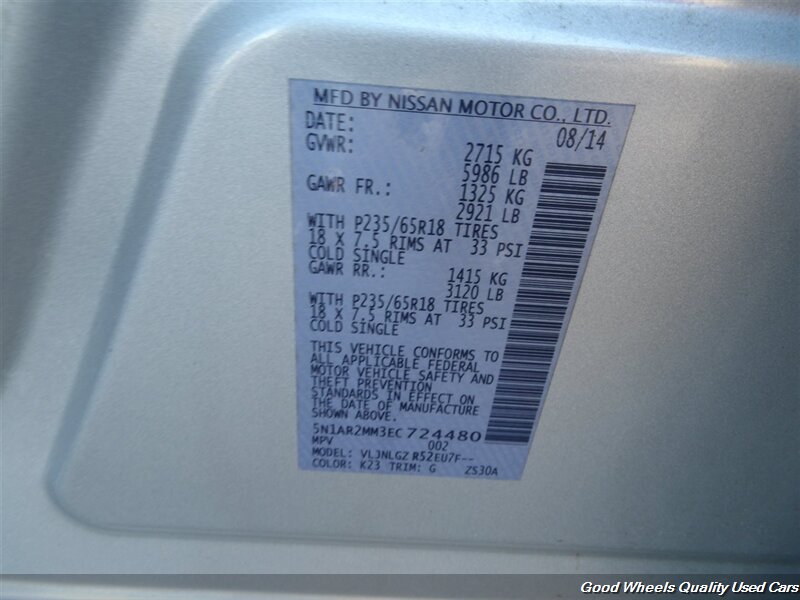 MFD BY NISSAN MOTOR CO., LTD.
DATE: 08/14
GVWR: 2715 KG
5986 LB
GAWR FR.: 1325 KG
2921 LB
WITH P235/65R18 TIRES
18 X 7.5 RIMS AT 33 PSI
COLD SINGLE
GAWR RR.: 1415 KG
3120 LB
WITH P235/65R18 TIRES
18 X 7.5 RIMS AT 33 PSI
COLD SINGLE
THIS VEHICLE CONFORMS TO
ALL APPLICABLE FEDERAL
MOTOR VEHICLE SAFETY AND
THEFT PREVENTION
STANDARDS IN EFFECT ON
THE DATE OF MANUFACTURE
SHOWN ABOVE.
5N1AR2MM3EC724480
MPV 002
MODEL: VLJNLGZ R52EU7F--
COLOR: K23 TRIM: G ZS30A
Good Wheels Quality Used Cars